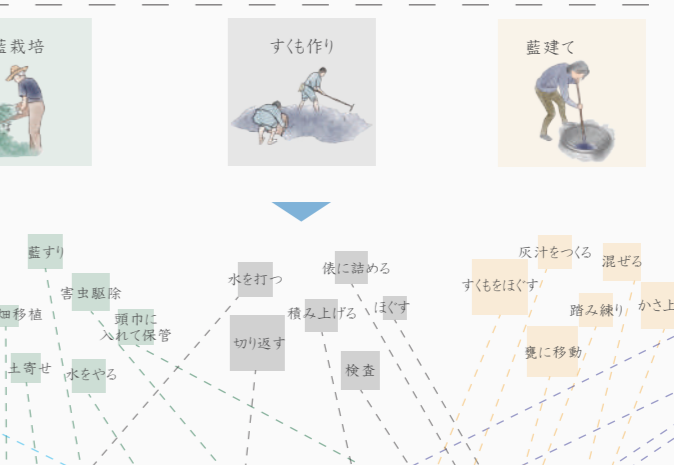 藍栽培
すくも作り
藍建て
藍すり
害虫駆除
畑移植
頭巾に
入れて保管
土寄せ
水をやる
水を打つ
俵に詰める
積み上げる
ほぐす
切り返す
検査
灰汁をつくる
混ぜる
すくもをほぐす
踏み練り
かさ上
甕に移動